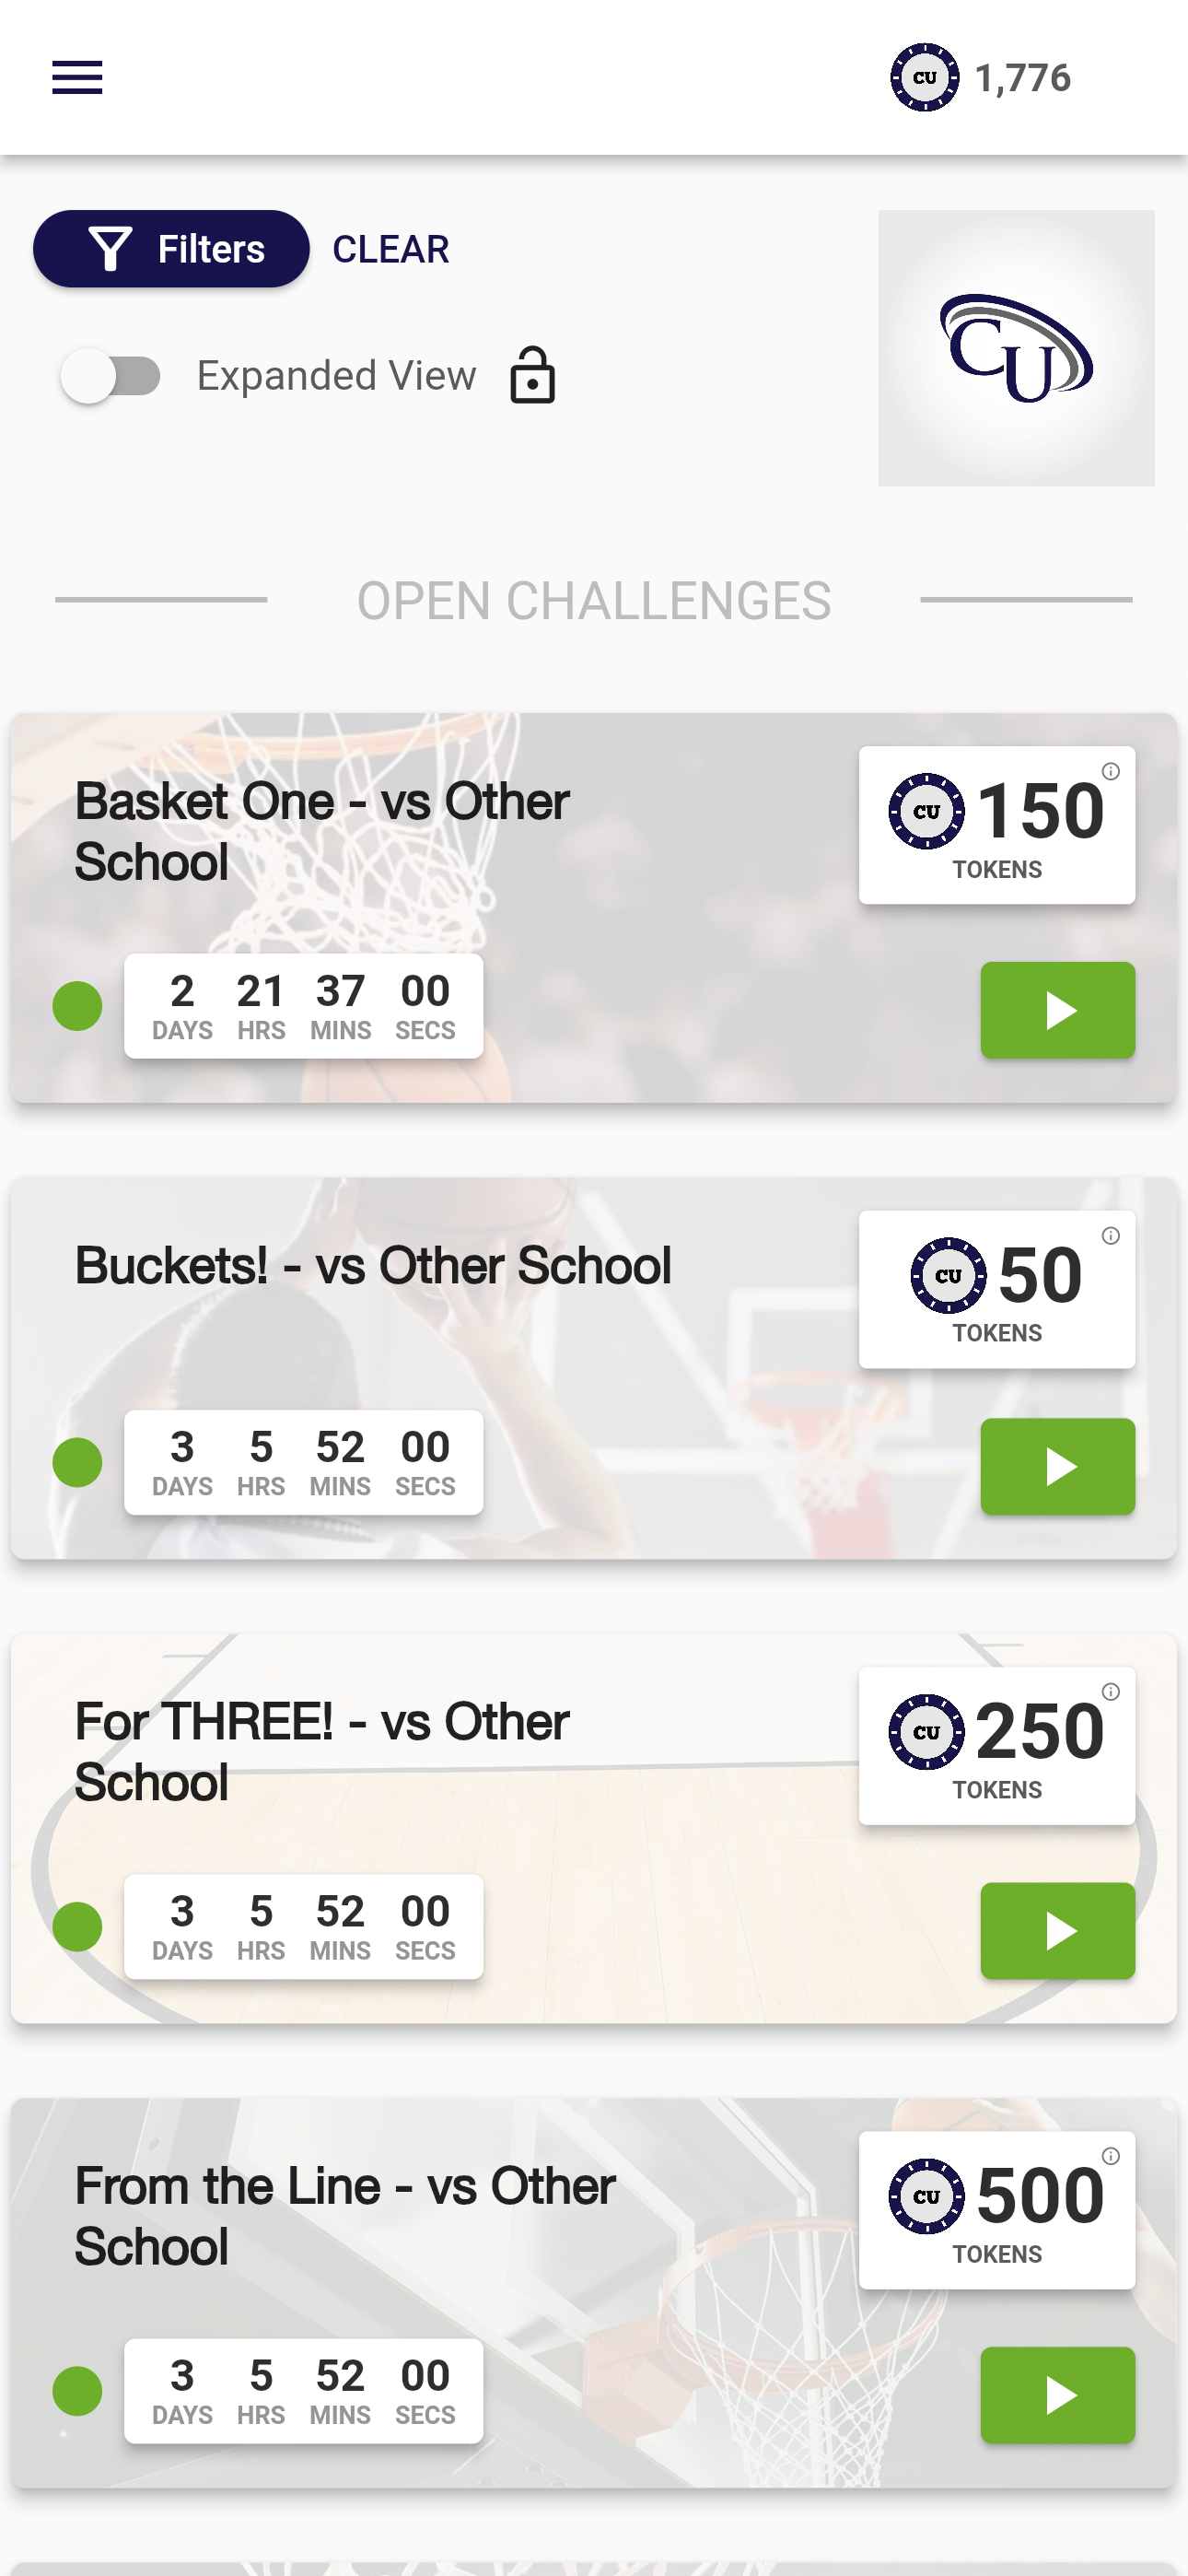 CU 1,776
Filters CLEAR
Expanded View
CU
OPEN CHALLENGES
Basket One - vs Other
School
CU 150
TOKENS
2 21 37 00
DAYS HRS MINS SECS
Buckets! - vs Other School
CU 50
TOKENS
3 5 52 00
DAYS HRS MINS SECS
For THREE! - vs Other
School
CU 250
TOKENS
3 5 52 00
DAYS HRS MINS SECS
From the Line - vs Other
School
CU 500
TOKENS
3 5 52 00
DAYS HRS MINS SECS